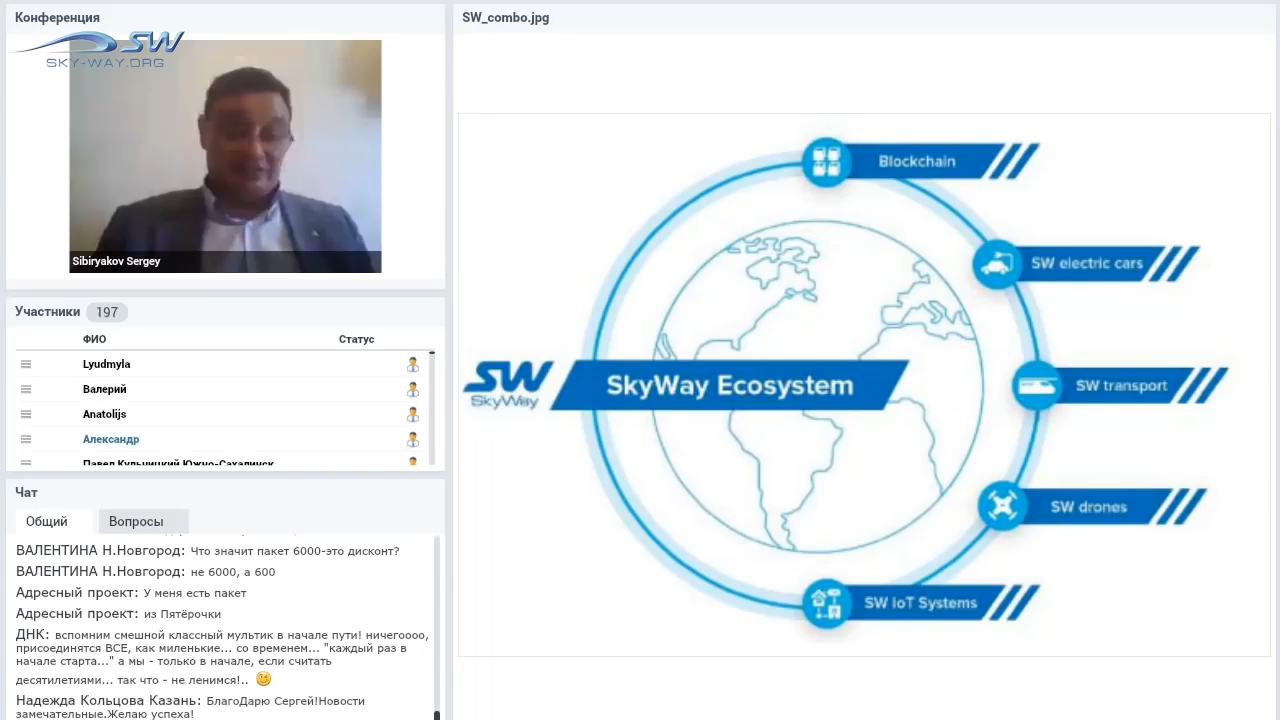 Конференция
SW
SKY-WAY.ORG
Sibiryakov Sergey
Участники 197
ФИО Статус
Lyudmyla
Валерий
Anatolijs
Александр
Павел Кульчицкий Южно-Сахалинск
Чат
Общий Вопросы
ВАЛЕНТИНА Н.Новгород: Что значит пакет 6000-это дисконт?
ВАЛЕНТИНА Н.Новгород: не 6000, а 600
Адресный проект: У меня есть пакет
Адресный проект: из Пятёрочки
ДНК: вспомним смешной классный мультик в начале пути! ничегоооо,
присоединятся ВСЕ, как миленькие... со временем... "каждый раз в
начале старта..." а мы - только в начале, если считать
десятилетиями... так что - не ленимся!..
Надежда Кольцова Казань: БлагоДарю Сергей!Новости
замечательные.Желаю успеха!
SW_combo.jpg
Blockchain
SW electric cars
SW
SkyWay
SkyWay Ecosystem
SW transport
SW drones
SW IoT Systems